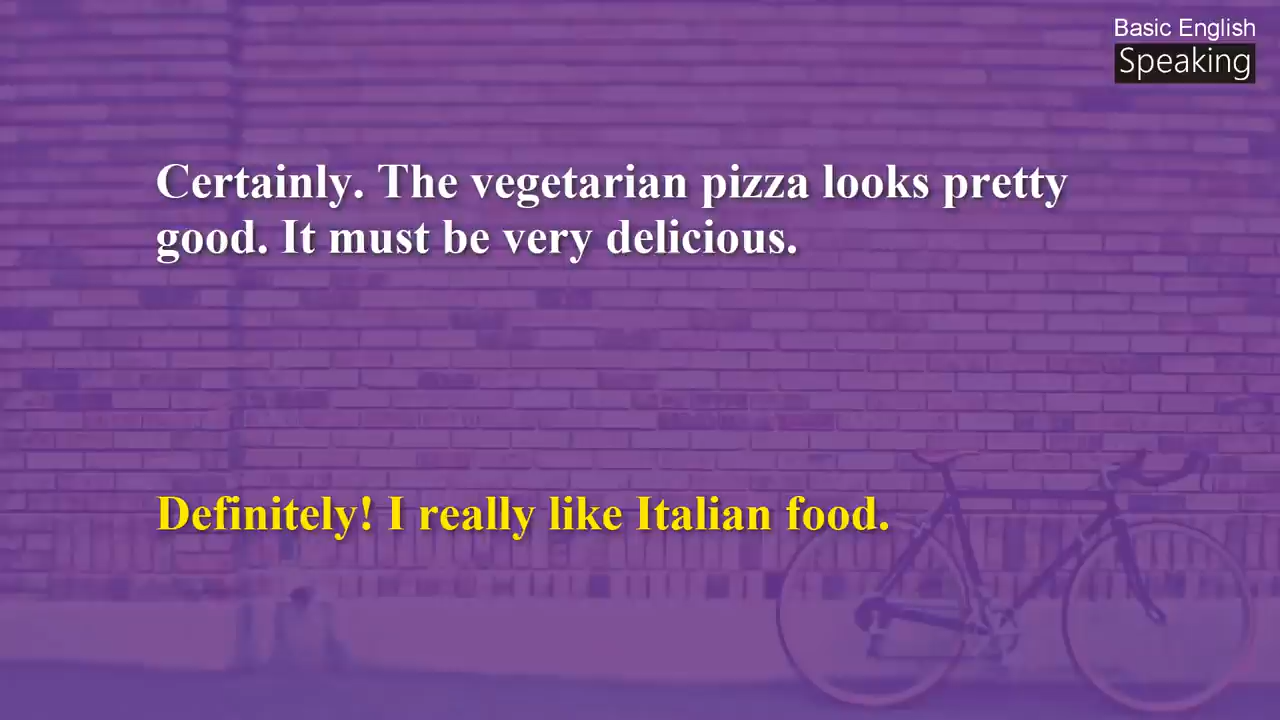 Basic English
Speaking
Certainly. The vegetarian pizza looks pretty
good. It must be very delicious.
Definitely! I really like Italian food.